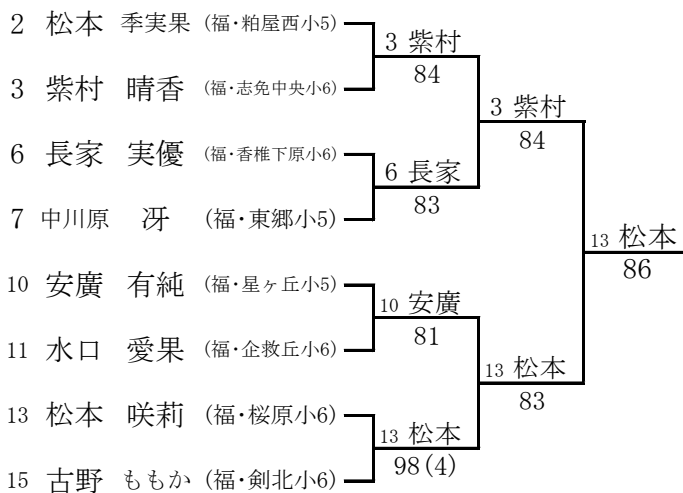 2 松本 季実果 (福・粕屋西小5)
3 紫村
84
3 紫村 晴香 (福・志免中央小6)
3 紫村
84
6 長家 実優 (福・香椎下原小6)
6 長家
83
7 中川原 冴 (福・東郷小5)
13 松本
86
10 安廣 有純 (福・星ヶ丘小5)
10 安廣
81
11 水口 愛果 (福・企救丘小6)
13 松本
83
13 松本 咲莉 (福・桜原小6)
13 松本
98(4)
15 古野 ももか (福・剣北小6)